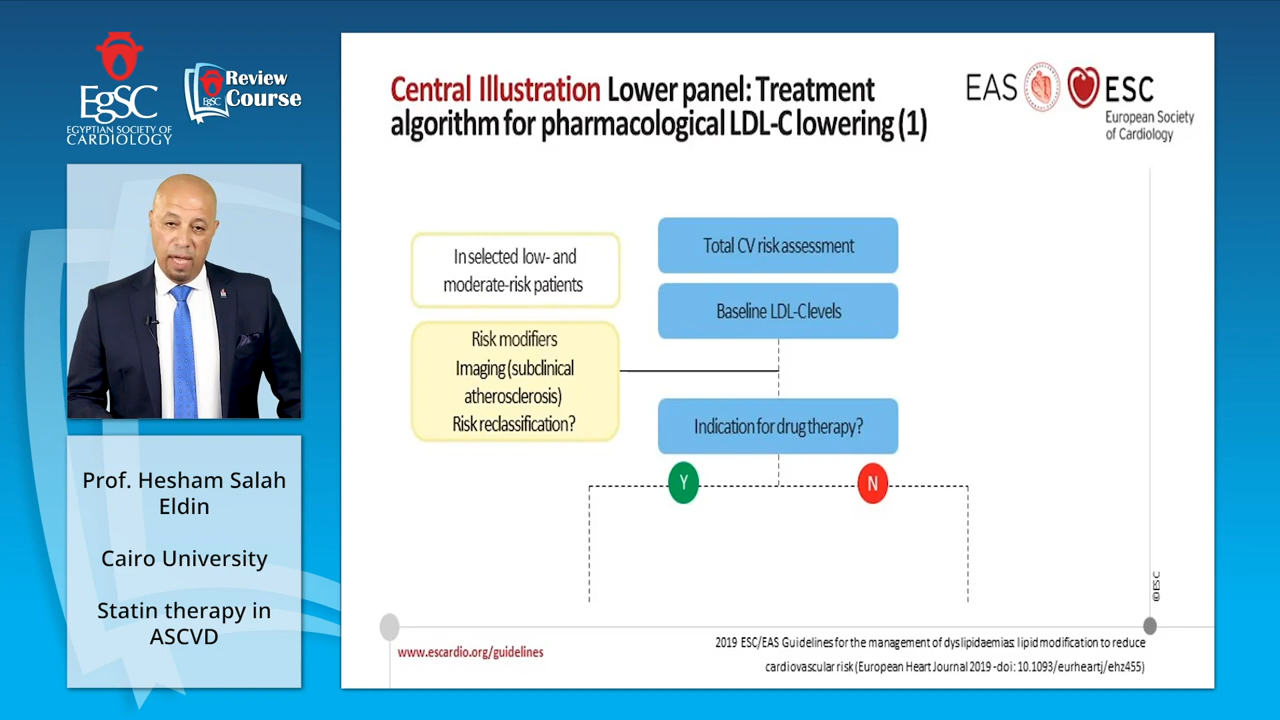 EgSC
EGYPTIAN SOCIETY OF
CARDIOLOGY
EgSC
Review
Course
Prof. Hesham Salah
Eldin
Cairo University
Statin therapy in
ASCVD
Central Illustration Lower panel: Treatment
algorithm for pharmacological LDL-C lowering (1)
EAS
ESC
European Society
of Cardiology
In selected low- and
moderate-risk patients
Risk modifiers
Imaging (subclinical
atherosclerosis)
Risk reclassification?
Total CV risk assessment
Baseline LDL-C levels
Indication for drug therapy?
Y
N
©ESC
www.escardio.org/guidelines
2019 ESC/EAS Guidelines for the management of dyslipidaemias: lipid modification to reduce
cardiovascular risk (European Heart Journal 2019 -doi: 10.1093/eurheartj/ehz455)